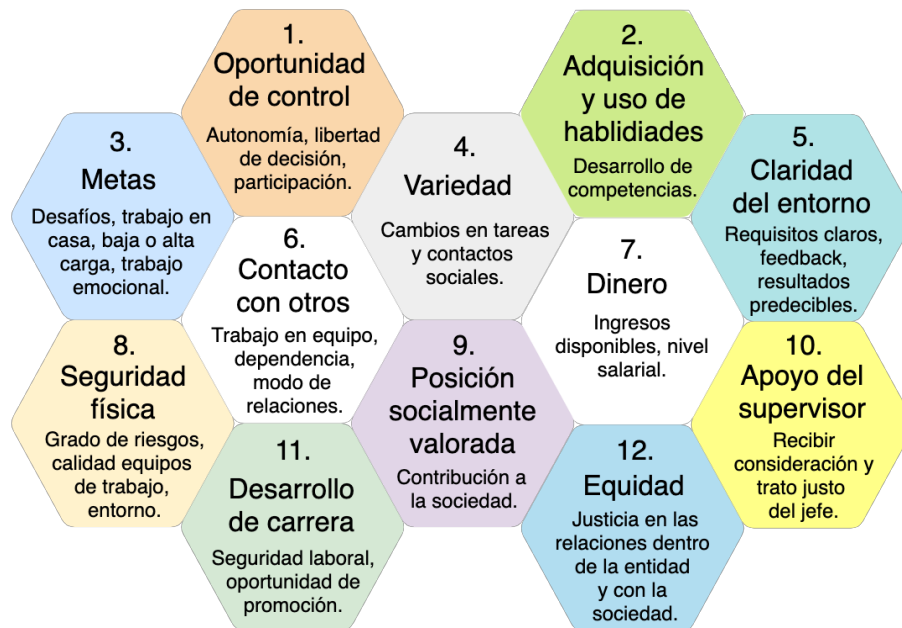 1.
Oportunidad
de control
Autonomía, libertad
de decisión,
participación.
2.
Adquisición
y uso de
hablidiades
Desarrollo de
competencias.
3.
Metas
Desafíos, trabajo en
casa, baja o alta
carga, trabajo
emocional.
4.
Variedad
Cambios en tareas
y contactos
sociales.
5.
Claridad
del entorno
Requisitos claros,
feedback,
resultados
predecibles.
6.
Contacto
con otros
Trabajo en equipo,
dependencia,
modo de
relaciones.
7.
Dinero
Ingresos
disponibles, nivel
salarial.
8.
Seguridad
física
Grado de riesgos,
calidad equipos
de trabajo,
entorno.
9.
Posición
socialmente
valorada
Contribución a
la sociedad.
10.
Apoyo del
supervisor
Recibir
consideración y
trato justo
del jefe.
11.
Desarrollo
de carrera
Seguridad laboral,
oportunidad de
promoción.
12.
Equidad
Justicia en las
relaciones dentro
de la entidad
y con la
sociedad.